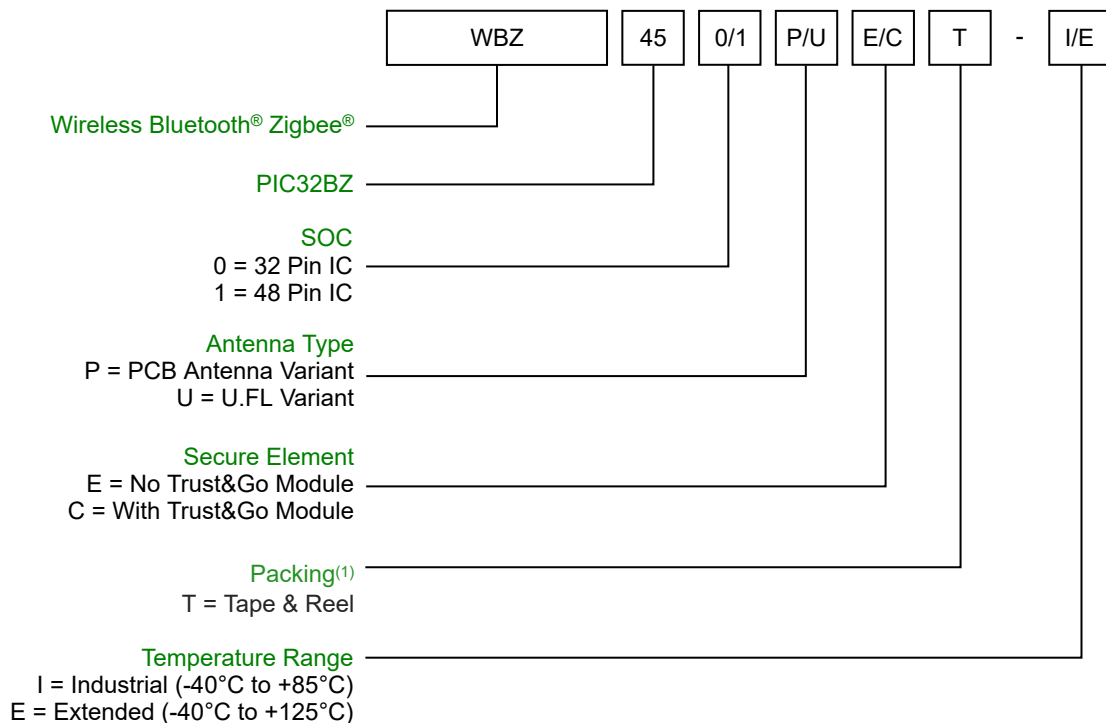 WBZ 45 0/1 P/U E/C T - I/E
Wireless Bluetooth® Zigbee®
PIC32BZ
SOC
0 = 32 Pin IC
1 = 48 Pin IC
Antenna Type
P = PCB Antenna Variant
U = U.FL Variant
Secure Element
E = No Trust&Go Module
C = With Trust&Go Module
Packing(1)
T = Tape & Reel
Temperature Range
I = Industrial (-40°C to +85°C)
E = Extended (-40°C to +125°C)